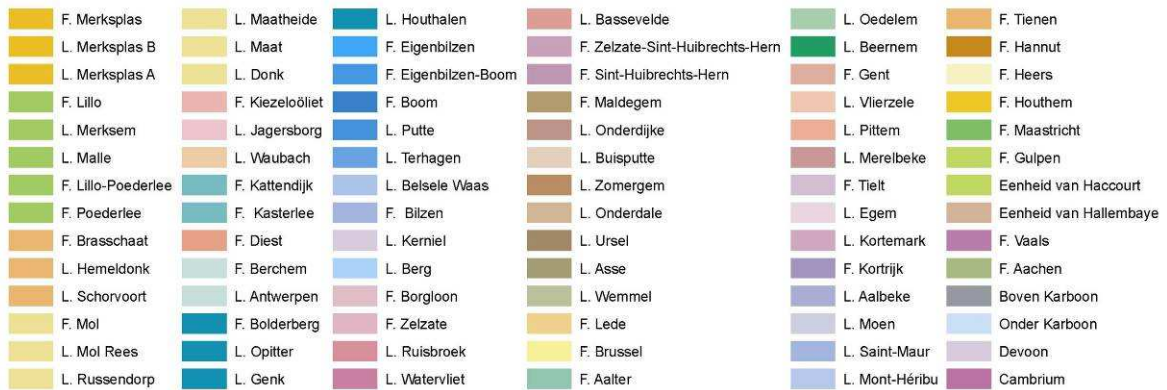 F. Merksplas
L. Merksplas B
L. Merksplas A
F. Lillo
L. Merksem
L. Malle
F. Lillo-Poederlee
F. Poederlee
F. Brasschaat
L. Hemeldonk
L. Schorvoort
F. Mol
L. Mol Rees
L. Russendorp
L. Maatheide
L. Maat
L. Donk
F. Kiezeloöliet
L. Jagersborg
L. Waubach
F. Kattendijk
F. Kasterlee
F. Diest
F. Berchem
L. Antwerpen
F. Bolderberg
L. Opitter
L. Genk
L. Houthalen
F. Eigenbilzen
F. Eigenbilzen-Boom
F. Boom
L. Putte
L. Terhagen
L. Belsele Waas
F. Bilzen
L. Kerniel
L. Berg
F. Borgloon
F. Zelzate
L. Ruisbroek
L. Watervliet
L. Bassevelde
F. Zelzate-Sint-Huibrechts-Hern
F. Sint-Huibrechts-Hern
F. Maldegem
L. Onderdijke
L. Buisputte
L. Zomergem
L. Onderdale
L. Ursel
L. Asse
L. Wemmel
F. Lede
F. Brussel
F. Aalter
L. Oedelem
L. Beernem
F. Gent
L. Vlierzele
L. Pittem
L. Merelbeke
F. Tielt
L. Egem
L. Kortemark
F. Kortrijk
L. Aalbeke
L. Moen
L. Saint-Maur
L. Mont-Héribu
F. Tienen
F. Hannut
F. Heers
F. Houthem
F. Maastricht
F. Gulpen
Eenheid van Haccourt
Eenheid van Hallembaye
F. Vaals
F. Aachen
Boven Karboon
Onder Karboon
Devoon
Cambrium